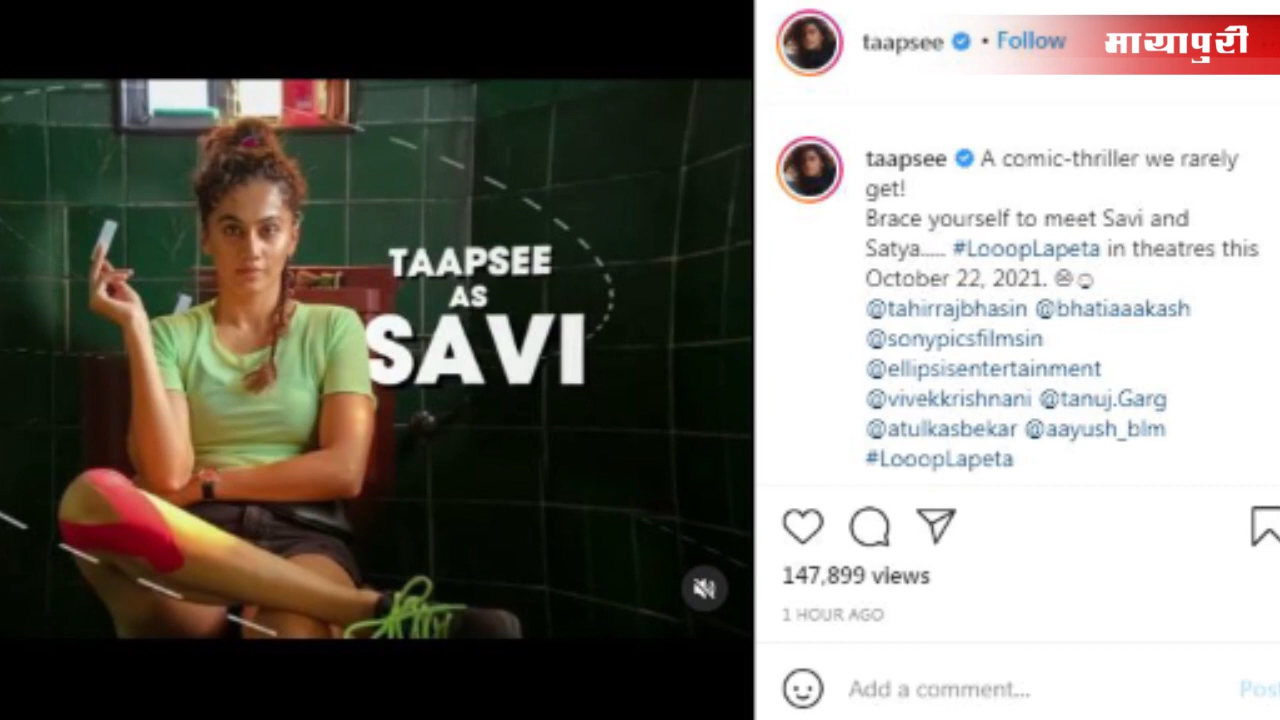 TAAPSEE
AS
SAVI
taapsee • Follow
मायापुरी
taapsee A comic-thriller we rarely
get!
Brace yourself to meet Savi and
Satya..... #LooopLapeta in theatres this
October 22, 2021.
@tahirrajbhasin @bhatiaaakash
@sonypicsfilmsin
@ellipsisentertainment
@vivekkrishnani @tanuj.Garg
@atulkasbekar @aayush_blm
#LooopLapeta
147,899 views
1 HOUR AGO
Add a comment...
Post